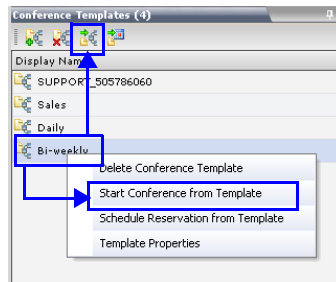 Conference Templates (4)
Display Name
SUPPORT_505786060
Sales
Daily
Bi-weekly
Delete Conference Template
Start Conference from Template
Schedule Reservation from Template
Template Properties